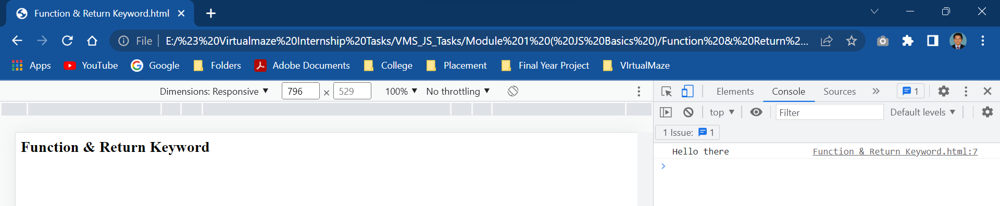 Function & Return Keyword.html
File E:/%23%20Virtualmaze%20Internship%20Tasks/VMS_JS_Tasks/Module%201%20(%20JS%20Basics%20)/Function%20&%20Return%2...
Apps YouTube Google Folders Adobe Documents College Placement Final Year Project VIrtualMaze
Dimensions: Responsive 796 × 529 100% No throttling
Elements Console Sources 1
top Filter Default levels
1 Issue: 1
Function & Return Keyword
Hello there Function & Return Keyword.html:7